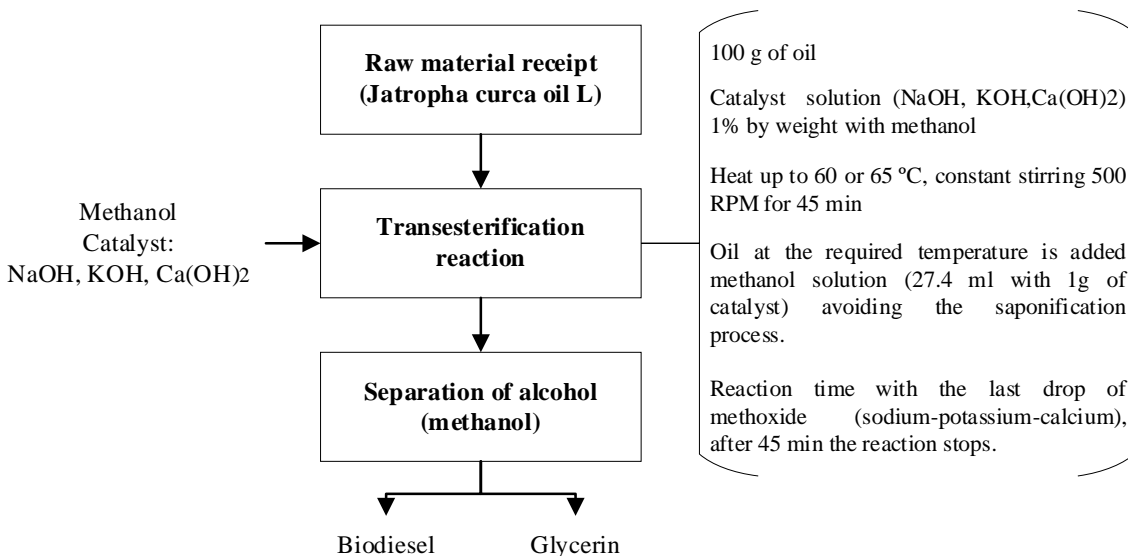 Raw material receipt
(Jatropha curca oil L)
Methanol
Catalyst:
NaOH, KOH, Ca(OH)2
Transesterification
reaction
Separation of alcohol
(methanol)
Biodiesel
Glycerin
100 g of oil
Catalyst solution (NaOH, KOH,Ca(OH)2)
1% by weight with methanol
Heat up to 60 or 65 ºC, constant stirring 500
RPM for 45 min
Oil at the required temperature is added
methanol solution (27.4 ml with 1g of
catalyst) avoiding the saponification
process.
Reaction time with the last drop of
methoxide (sodium-potassium-calcium),
after 45 min the reaction stops.